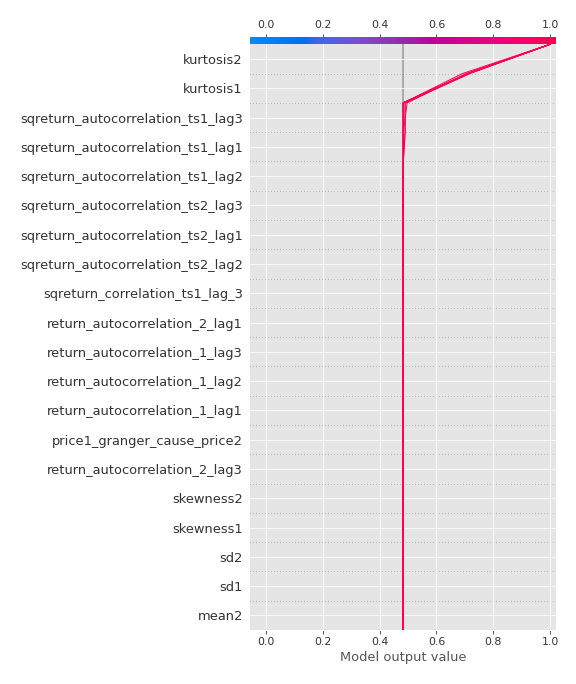 0.0 0.2 0.4 0.6 0.8 1.0
kurtosis2
kurtosis1
sqreturn_autocorrelation_ts1_lag3
sqreturn_autocorrelation_ts1_lag1
sqreturn_autocorrelation_ts1_lag2
sqreturn_autocorrelation_ts2_lag3
sqreturn_autocorrelation_ts2_lag1
sqreturn_autocorrelation_ts2_lag2
sqreturn_correlation_ts1_lag_3
return_autocorrelation_2_lag1
return_autocorrelation_1_lag3
return_autocorrelation_1_lag2
return_autocorrelation_1_lag1
price1_granger_cause_price2
return_autocorrelation_2_lag3
skewness2
skewness1
sd2
sd1
mean2
0.0 0.2 0.4 0.6 0.8 1.0
Model output value